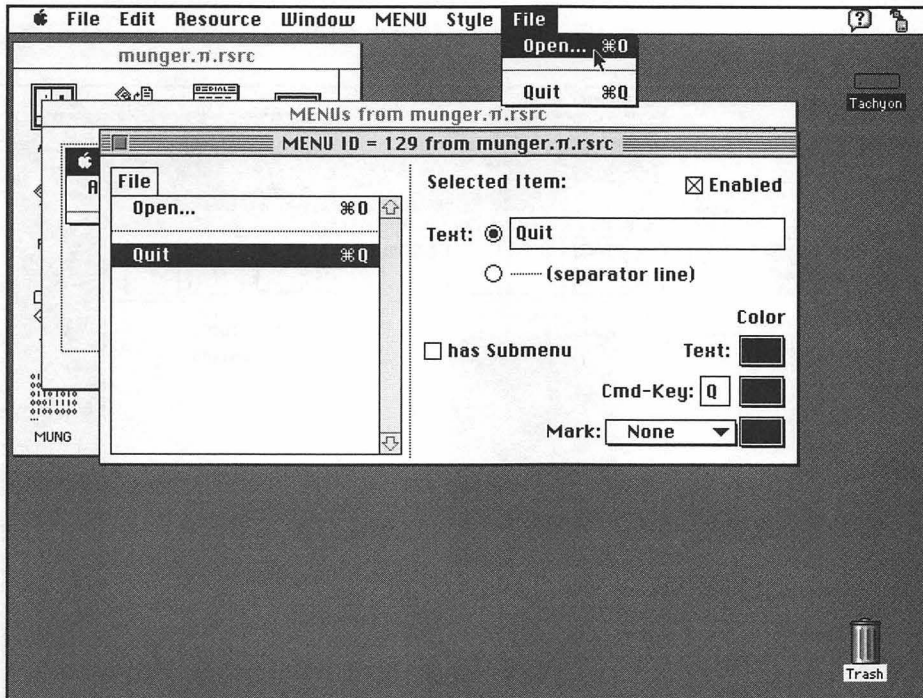 File Edit Resource Window MENU Style File
Open... ⌘O
Quit ⌘Q
munger.π.rsrc
Tachyon
MENUs from munger.π.rsrc
MENU ID = 129 from munger.π.rsrc
File
Open... ⌘O
Quit ⌘Q
Selected Item:
Enabled
Text:
Quit
(separator line)
Color
has Submenu
Text:
Cmd-Key: Q
Mark: None
MUNG
Trash